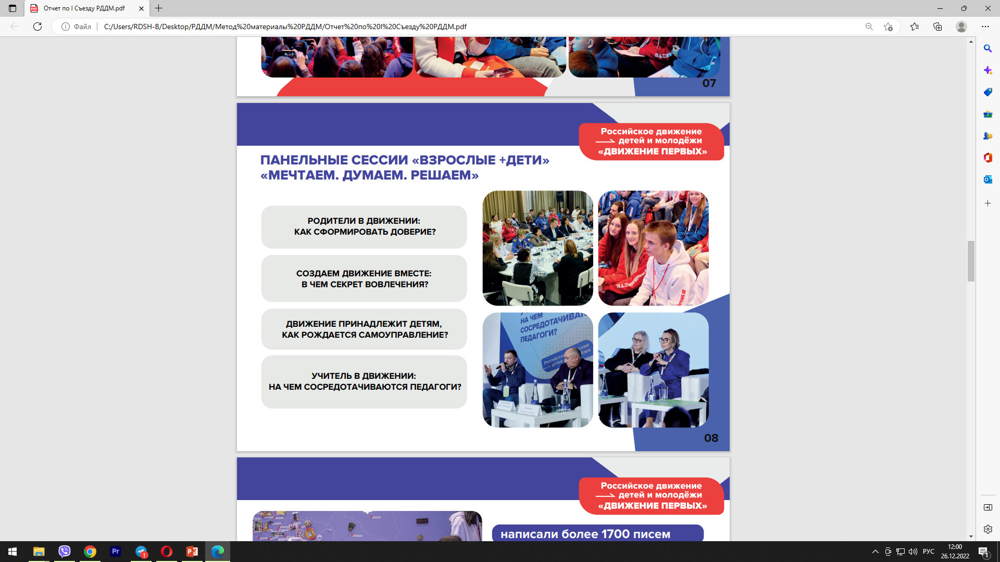 Отчет по I Съезду РДДМ.pdf
Файл
C:/Users/RDSH-B/Desktop/РДДМ/Метод%20материалы%20РДДМ/Отчет%20по%20I%20Съезду%20РДДМ.pdf
07
Российское движение
детей и молодёжи
«ДВИЖЕНИЕ ПЕРВЫХ»
ПАНЕЛЬНЫЕ СЕССИИ «ВЗРОСЛЫЕ +ДЕТИ»
«МЕЧТАЕМ. ДУМАЕМ. РЕШАЕМ»
РОДИТЕЛИ В ДВИЖЕНИИ:
КАК СФОРМИРОВАТЬ ДОВЕРИЕ?
СОЗДАЕМ ДВИЖЕНИЕ ВМЕСТЕ:
В ЧЕМ СЕКРЕТ ВОВЛЕЧЕНИЯ?
ДВИЖЕНИЕ ПРИНАДЛЕЖИТ ДЕТЯМ,
КАК РОЖДАЕТСЯ САМОУПРАВЛЕНИЕ?
УЧИТЕЛЬ В ДВИЖЕНИИ:
НА ЧЕМ СОСРЕДОТАЧИВАЮТСЯ ПЕДАГОГИ?
НА ЧЕМ
СОСРЕДОТАЧИВАЮ
ПЕДАГОГИ?
08
Российское движение
детей и молодёжи
«ДВИЖЕНИЕ ПЕРВЫХ»
написали более 1700 писем
Pr
1
РУС
12:00
26.12.2022
1